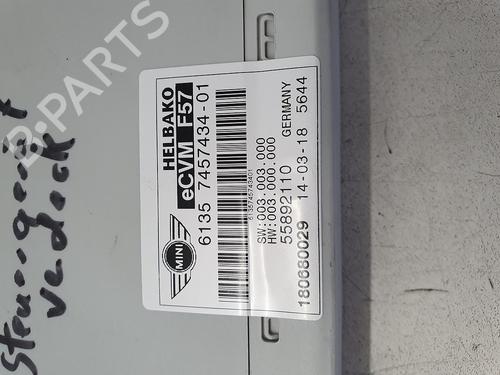 HELBAKO
eCVM F57
6135 7457434-01
MINI
6135745743401
SW:003.003.000
HW:003.000.000
55892110
GERMANY
180680029 14-03-18 5644
B-PARTS